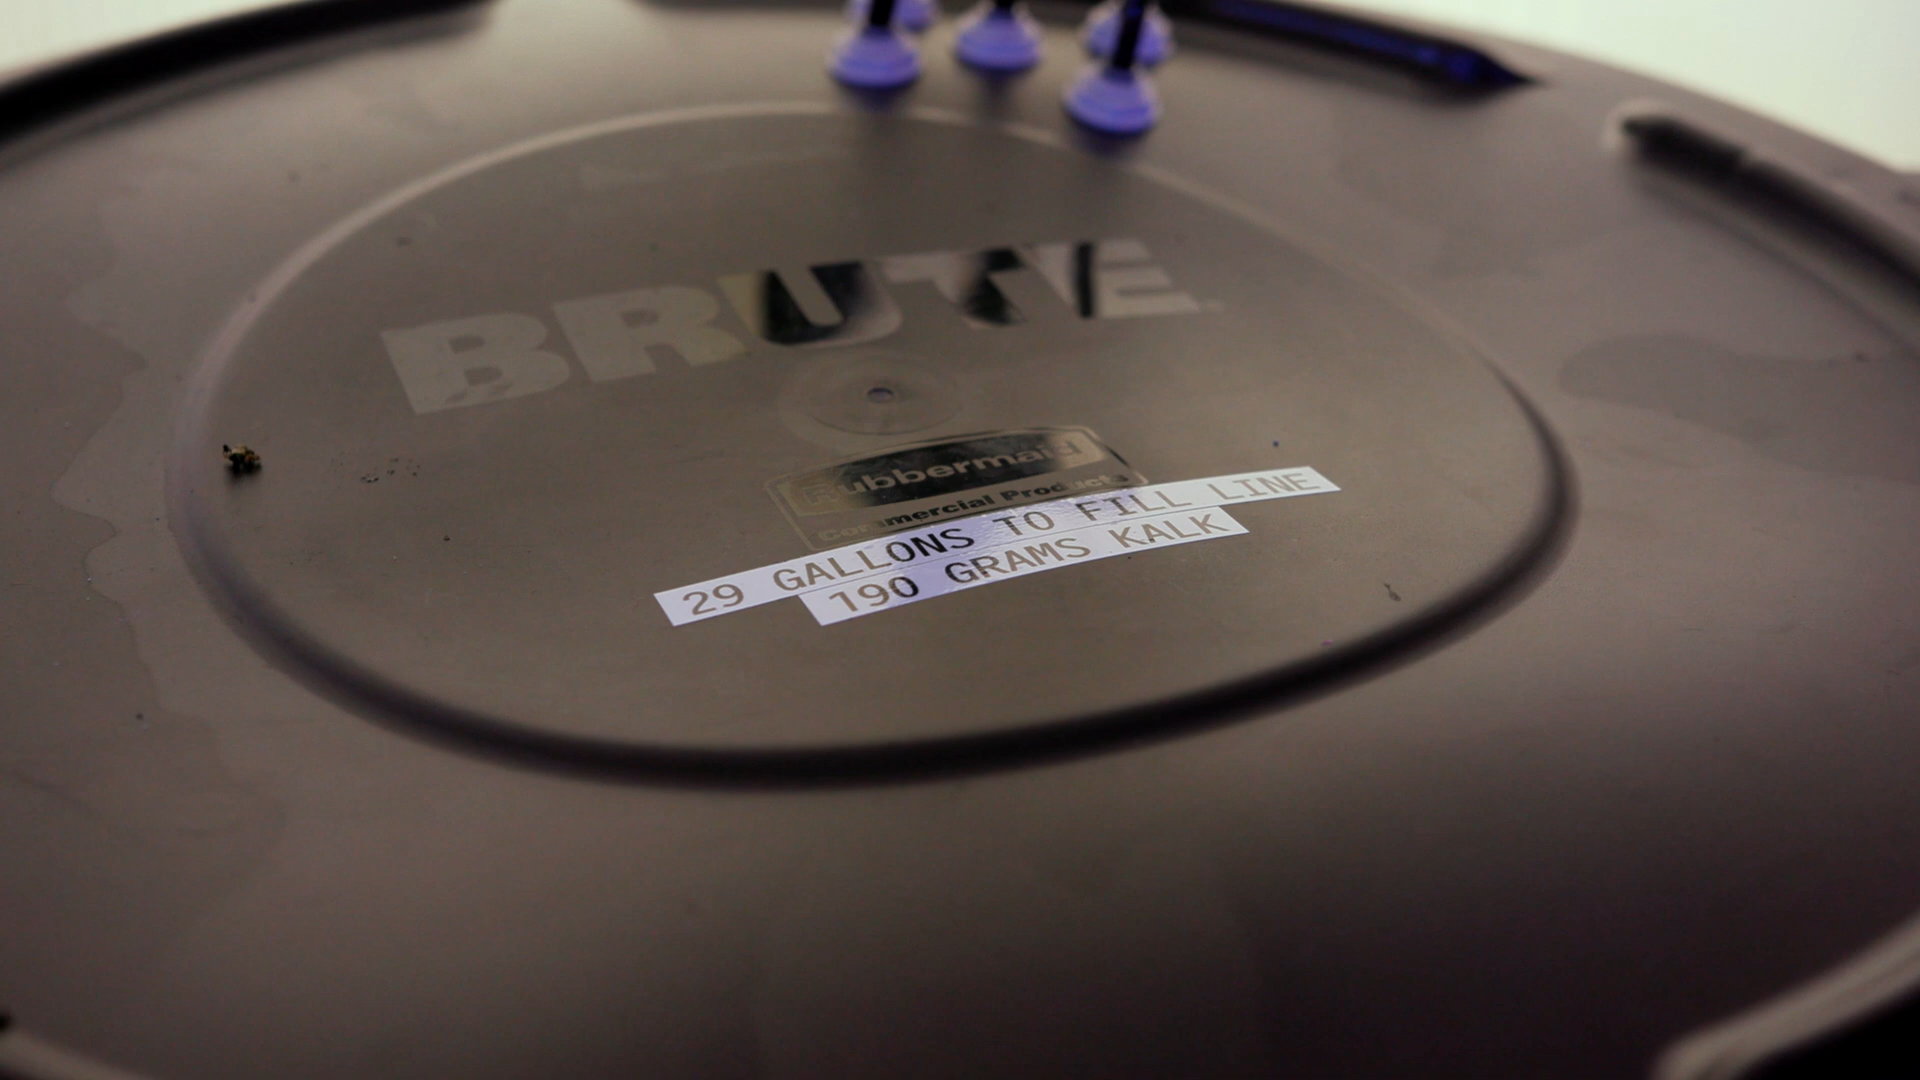 BRUTE
Rubbermaid
Commercial Products
29 GALLONS TO FILL LINE
190 GRAMS KALK